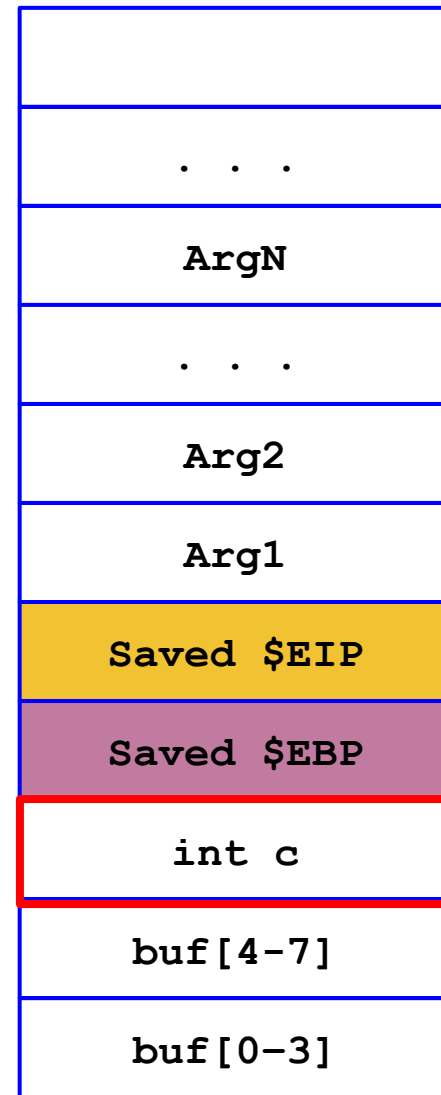 . . .
ArgN
. . .
Arg2
Arg1
Saved $EIP
Saved $EBP
int c
buf[4-7]
buf[0–3]